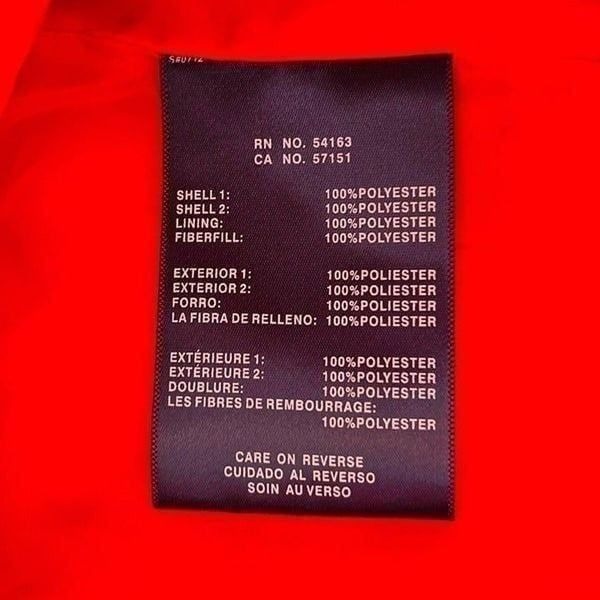 RN NO. 54163
CA NO. 57151
SHELL 1: 100%POLYESTER
SHELL 2: 100%POLYESTER
LINING: 100%POLYESTER
FIBERFILL: 100%POLYESTER
EXTERIOR 1: 100%POLIESTER
EXTERIOR 2: 100%POLIESTER
FORRO: 100%POLIESTER
LA FIBRA DE RELLENO: 100%POLIESTER
EXTÉRIEURE 1: 100%POLYESTER
EXTÉRIEURE 2: 100%POLYESTER
DOUBLURE: 100%POLYESTER
LES FIBRES DE REMBOURRAGE:
100%POLYESTER
CARE ON REVERSE
CUIDADO AL REVERSO
SOIN AU VERSO